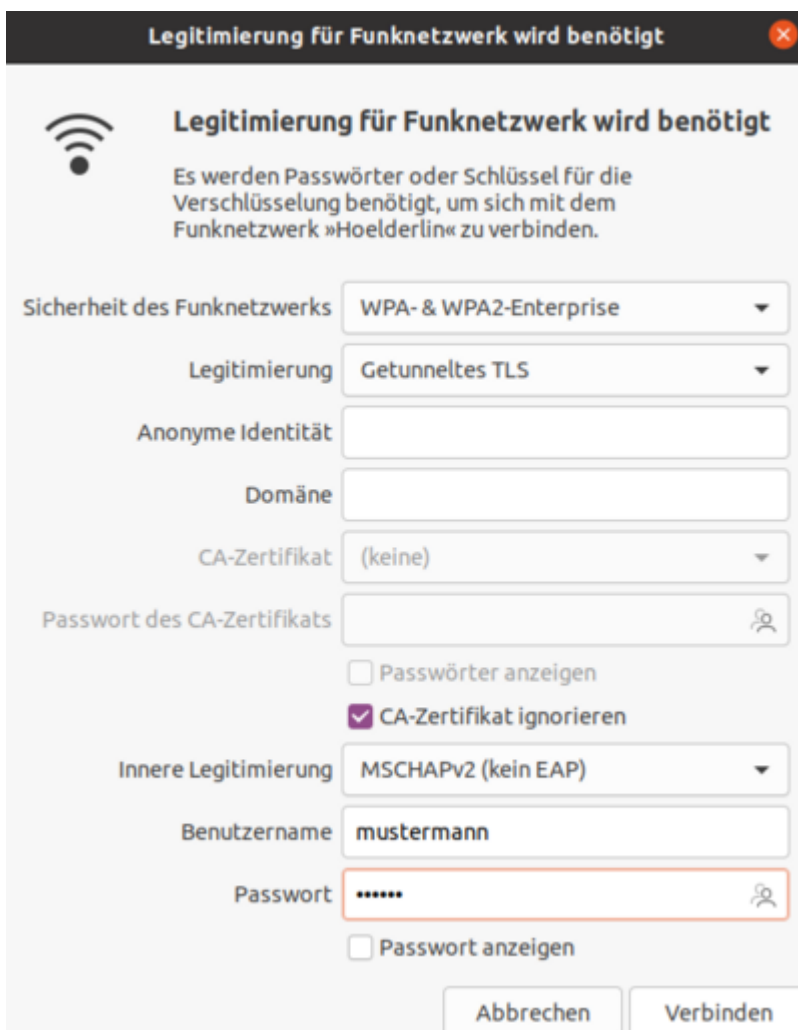 Legitimierung für Funknetzwerk wird benötigt
Legitimierung für Funknetzwerk wird benötigt
Es werden Passwörter oder Schlüssel für die
Verschlüsselung benötigt, um sich mit dem
Funknetzwerk »Hoelderlin« zu verbinden.
Sicherheit des Funknetzwerks WPA- & WPA2-Enterprise
Legitimierung Getunneltes TLS
Anonyme Identität
Domäne
CA-Zertifikat (keine)
Passwort des CA-Zertifikats
Passwörter anzeigen
CA-Zertifikat ignorieren
Innere Legitimierung MSCHAPv2 (kein EAP)
Benutzername mustermann
Passwort ••••••
Passwort anzeigen
Abbrechen Verbinden